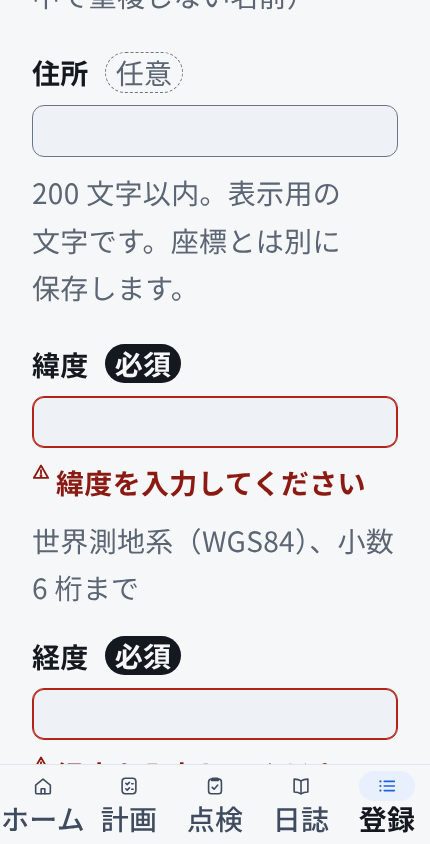 住所 任意
200 文字以内。表示用の
文字です。座標とは別に
保存します。
緯度 必須
緯度を入力してください
世界測地系（WGS84）、小数
6 桁まで
経度 必須
ホーム 計画 点検 日誌 登録